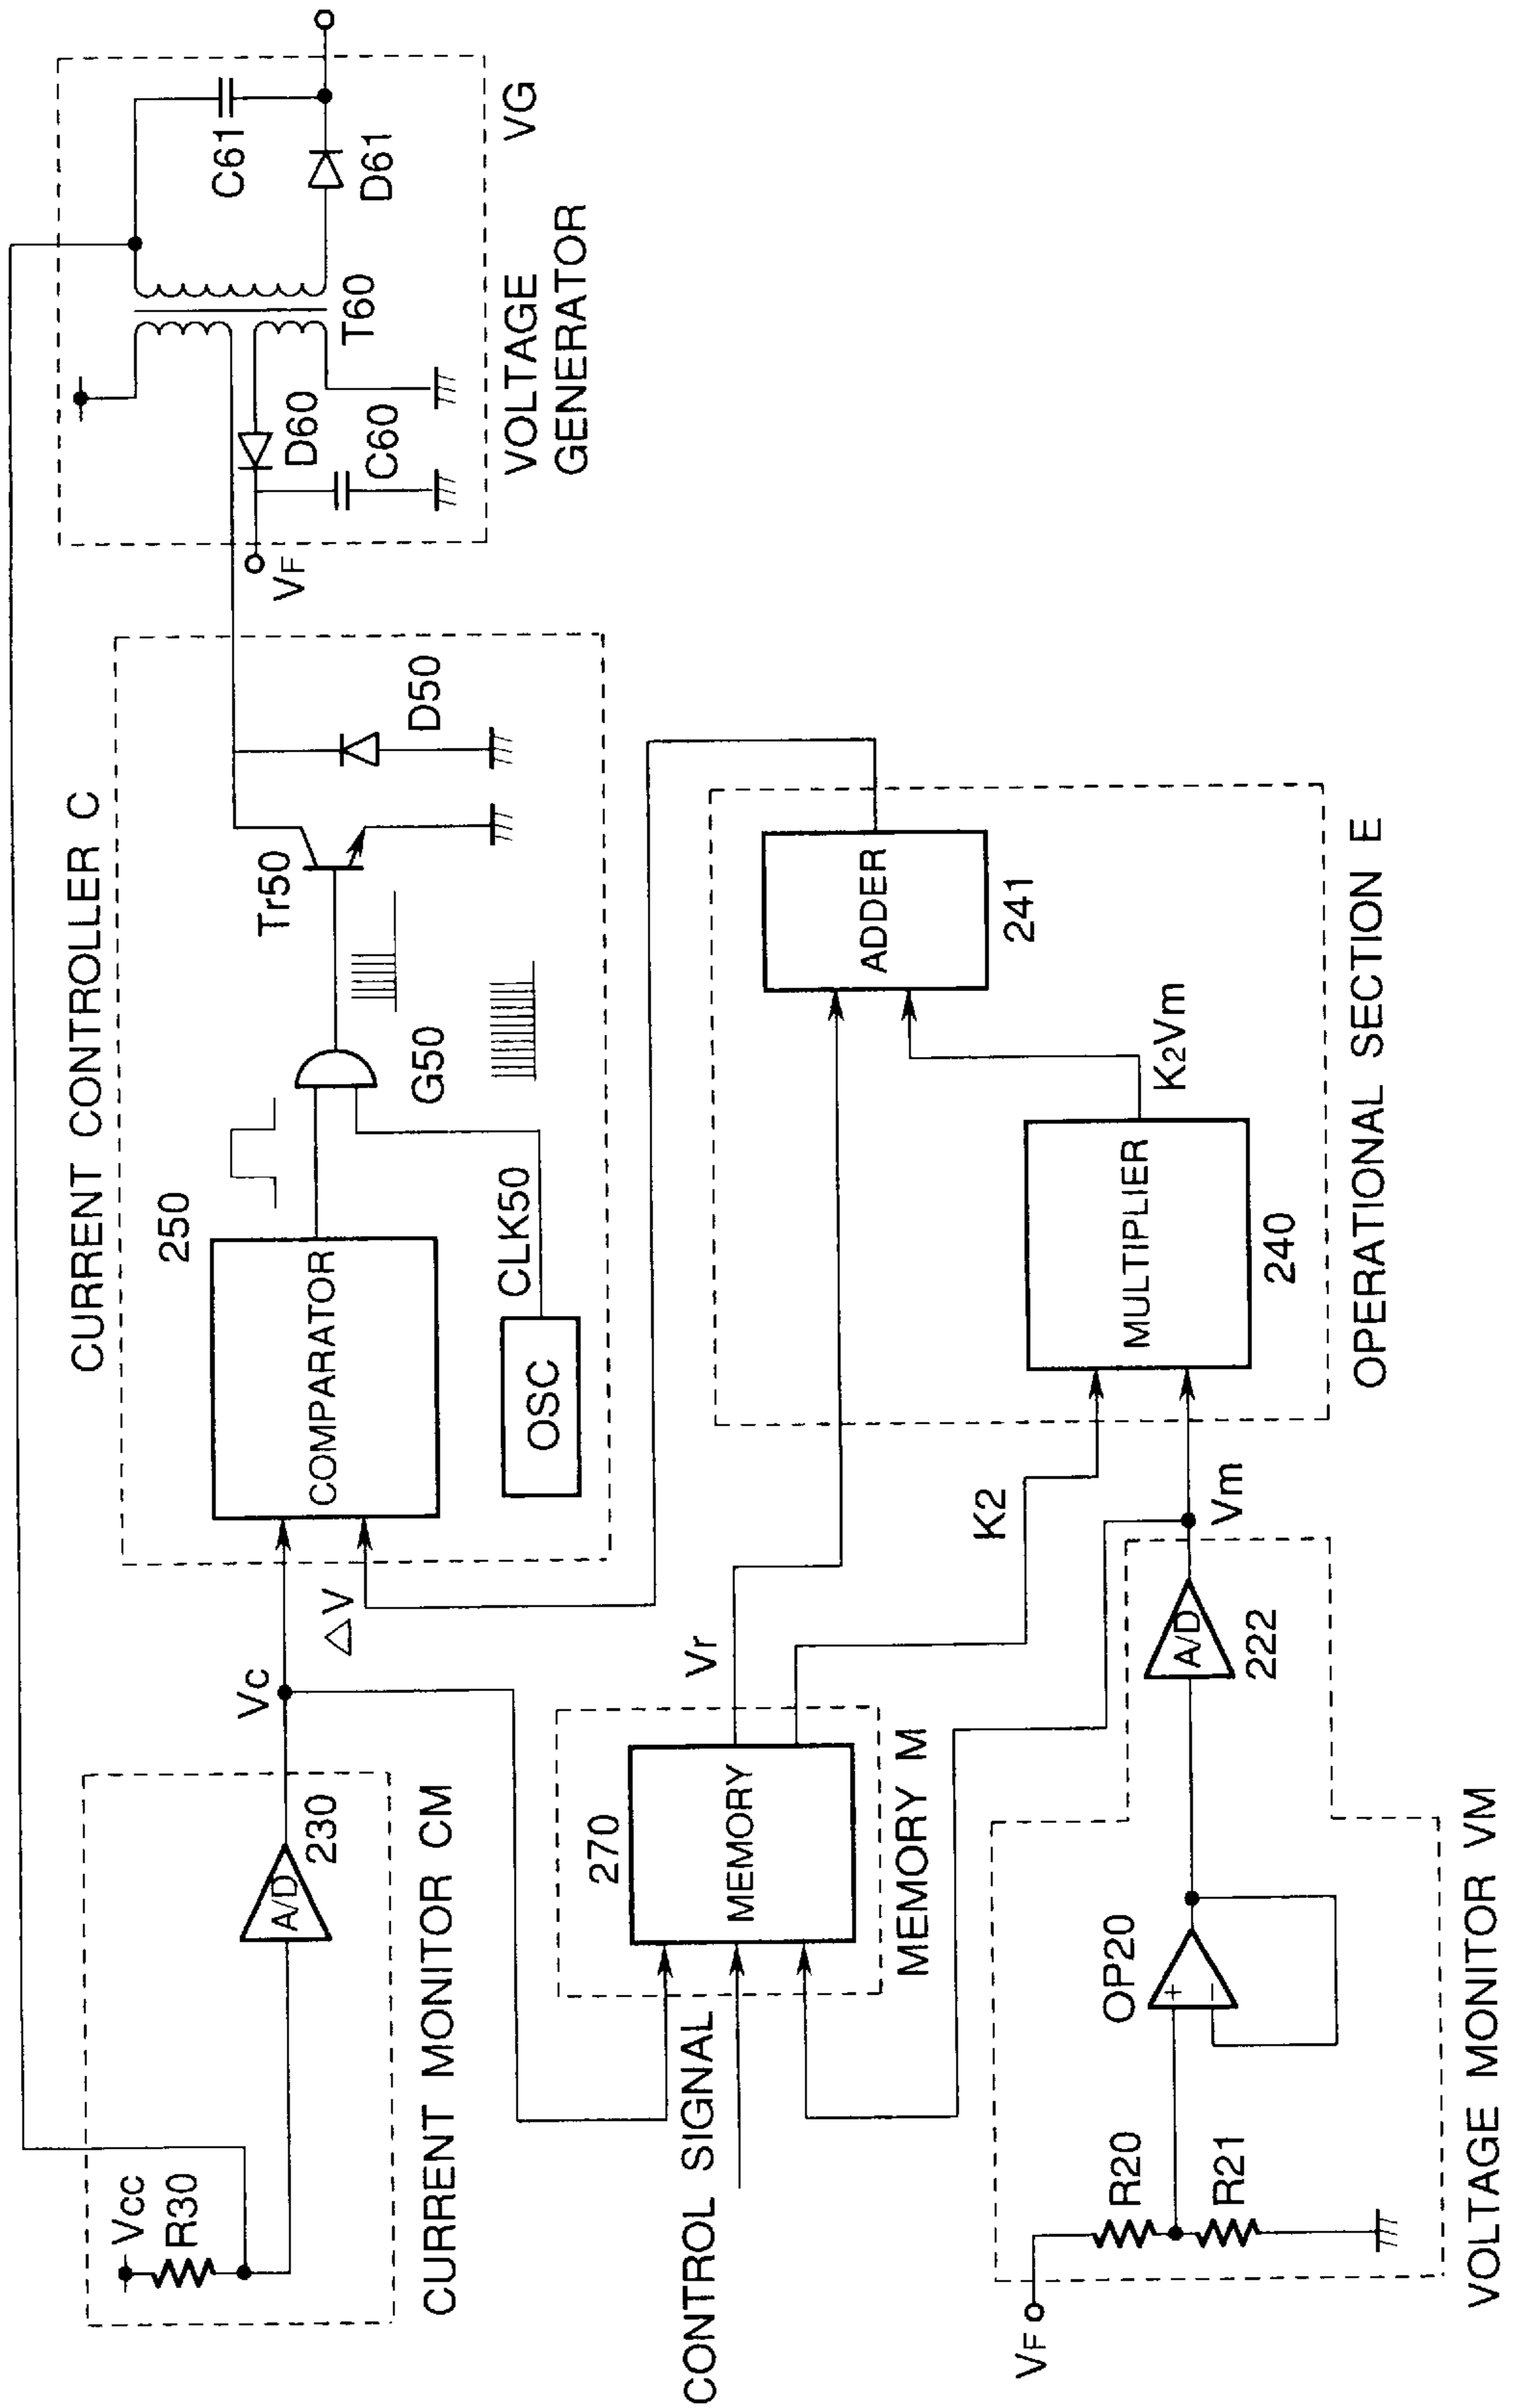 CURRENT MONITOR CM
Vcc
R30
A/D
230
Vc
△V
CURRENT CONTROLLER C
250
COMPARATOR
OSC
CLK50
G50
Tr50
D50
VF
D60
C60
T60
C61
D61
VOLTAGE
GENERATOR
VG
CONTROL SIGNAL
270
MEMORY
MEMORY M
Vr
K2
ADDER
241
K2Vm
MULTIPLIER
240
OPERATIONAL SECTION E
VF
R20
R21
OP20
+
−
A/D
222
Vm
VOLTAGE MONITOR VM